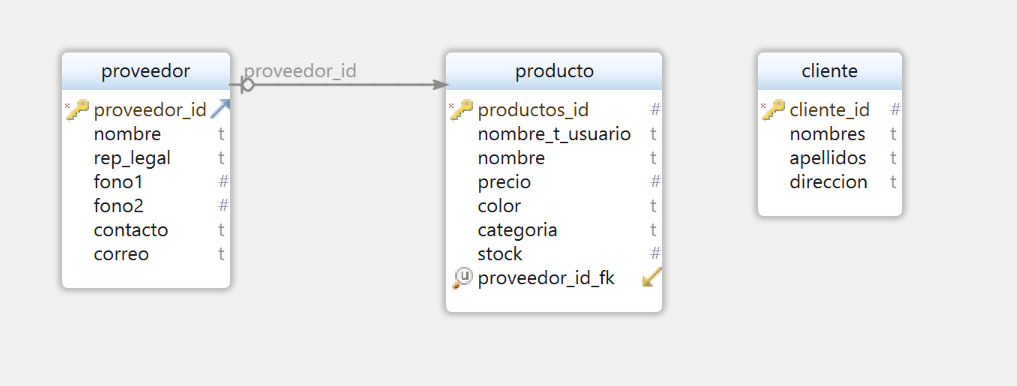 proveedor
proveedor_id #
nombre t
rep_legal t
fono1 #
fono2 #
contacto t
correo t
proveedor_id
producto
productos_id #
nombre_t_usuario t
nombre t
precio #
color t
categoria t
stock #
u proveedor_id_fk
cliente
cliente_id #
nombres t
apellidos t
direccion t